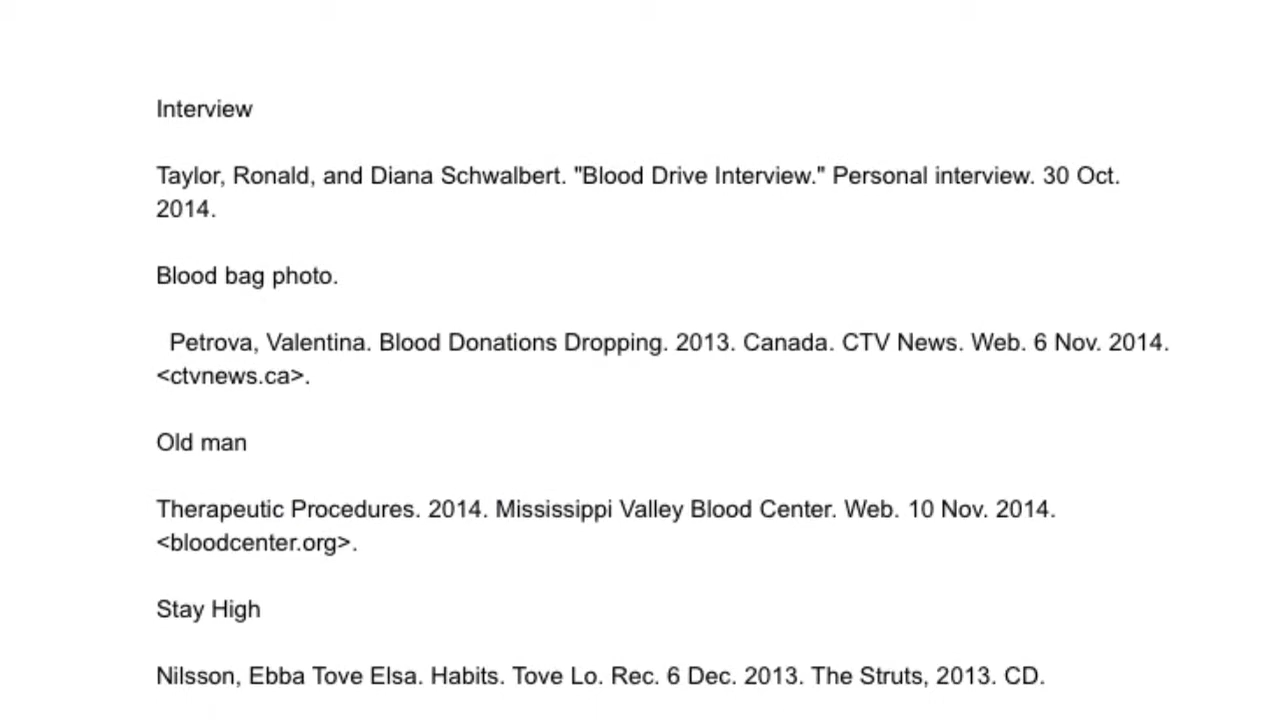 Interview
Taylor, Ronald, and Diana Schwalbert. "Blood Drive Interview." Personal interview. 30 Oct.
2014.
Blood bag photo.
Petrova, Valentina. Blood Donations Dropping. 2013. Canada. CTV News. Web. 6 Nov. 2014.
<ctvnews.ca>.
Old man
Therapeutic Procedures. 2014. Mississippi Valley Blood Center. Web. 10 Nov. 2014.
<bloodcenter.org>.
Stay High
Nilsson, Ebba Tove Elsa. Habits. Tove Lo. Rec. 6 Dec. 2013. The Struts, 2013. CD.